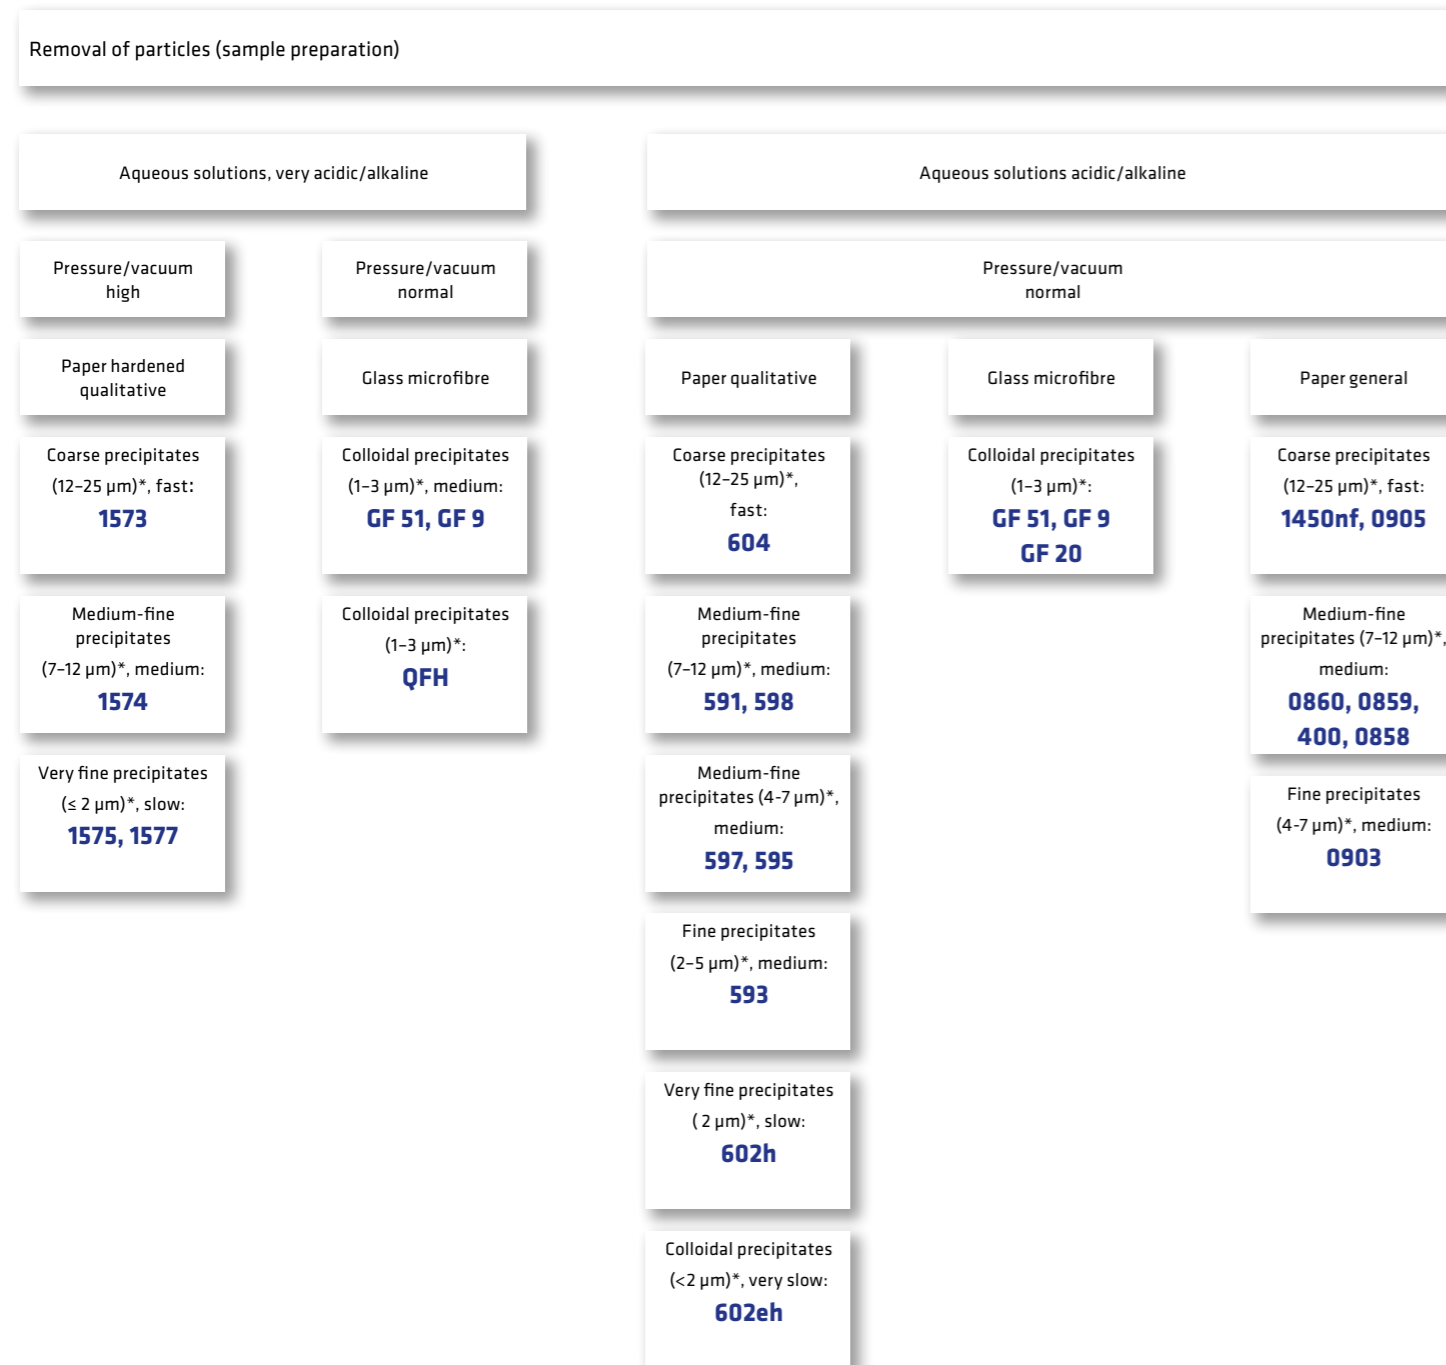 Removal of particles (sample preparation)
Aqueous solutions, very acidic/alkaline
Aqueous solutions acidic/alkaline
Pressure/vacuum
high
Pressure/vacuum
normal
Pressure/vacuum
normal
Paper hardened
qualitative
Glass microfibre
Paper qualitative
Glass microfibre
Paper general
Coarse precipitates
(12–25 µm)*, fast:
1573
Colloidal precipitates
(1–3 µm)*, medium:
GF 51, GF 9
Coarse precipitates
(12–25 µm)*,
fast:
604
Colloidal precipitates
(1–3 µm)*:
GF 51, GF 9
GF 20
Coarse precipitates
(12–25 µm)*, fast:
1450nf, 0905
Medium-fine
precipitates
(7–12 µm)*, medium:
1574
Colloidal precipitates
(1–3 µm)*:
QFH
Medium-fine
precipitates
(7–12 µm)*, medium:
591, 598
Medium-fine
precipitates (7–12 µm)*,
medium:
0860, 0859,
400, 0858
Very fine precipitates
(≤ 2 µm)*, slow:
1575, 1577
Medium-fine
precipitates (4-7 µm)*,
medium:
597, 595
Fine precipitates
(4-7 µm)*, medium:
0903
Fine precipitates
(2–5 µm)*, medium:
593
Very fine precipitates
( 2 µm)*, slow:
602h
Colloidal precipitates
(<2 µm)*, very slow:
602eh